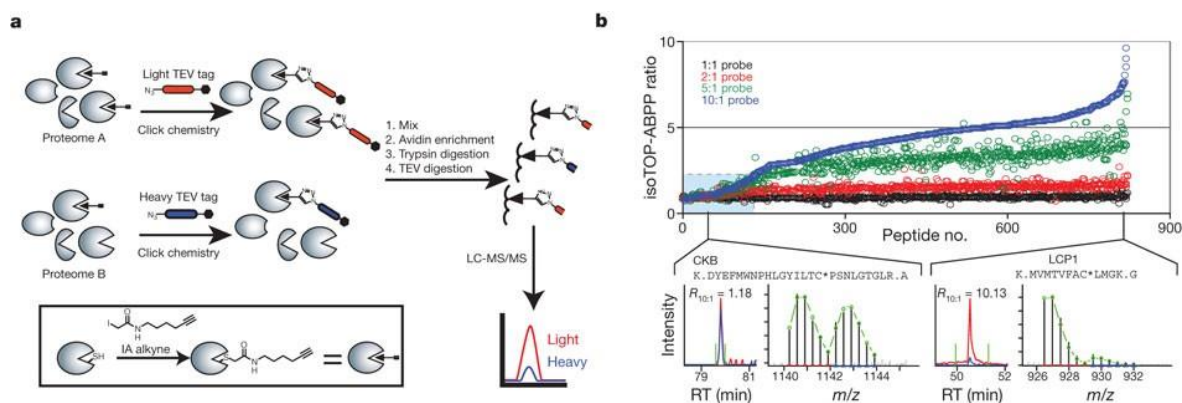 a
Light TEV tag
N3
Click chemistry
Proteome A
Heavy TEV tag
N3
Click chemistry
Proteome B
1. Mix
2. Avidin enrichment
3. Trypsin digestion
4. TEV digestion
LC-MS/MS
Light
Heavy
SH
I
O
N
H
IA alkyne
S
O
N
H
=
b
isoTOP-ABPP ratio
10
5
0
1:1 probe
2:1 probe
5:1 probe
10:1 probe
0
300
600
900
Peptide no.
CKB
K.DYEFMWNPHLGYILTC*PSNLGTGLR.A
LCP1
K.MVMTVFAC*LMGK.G
Intensity
R10:1 = 1.18
79
81
RT (min)
1140
1142
1144
m/z
R10:1 = 10.13
50
52
RT (min)
926
928
930
932
m/z